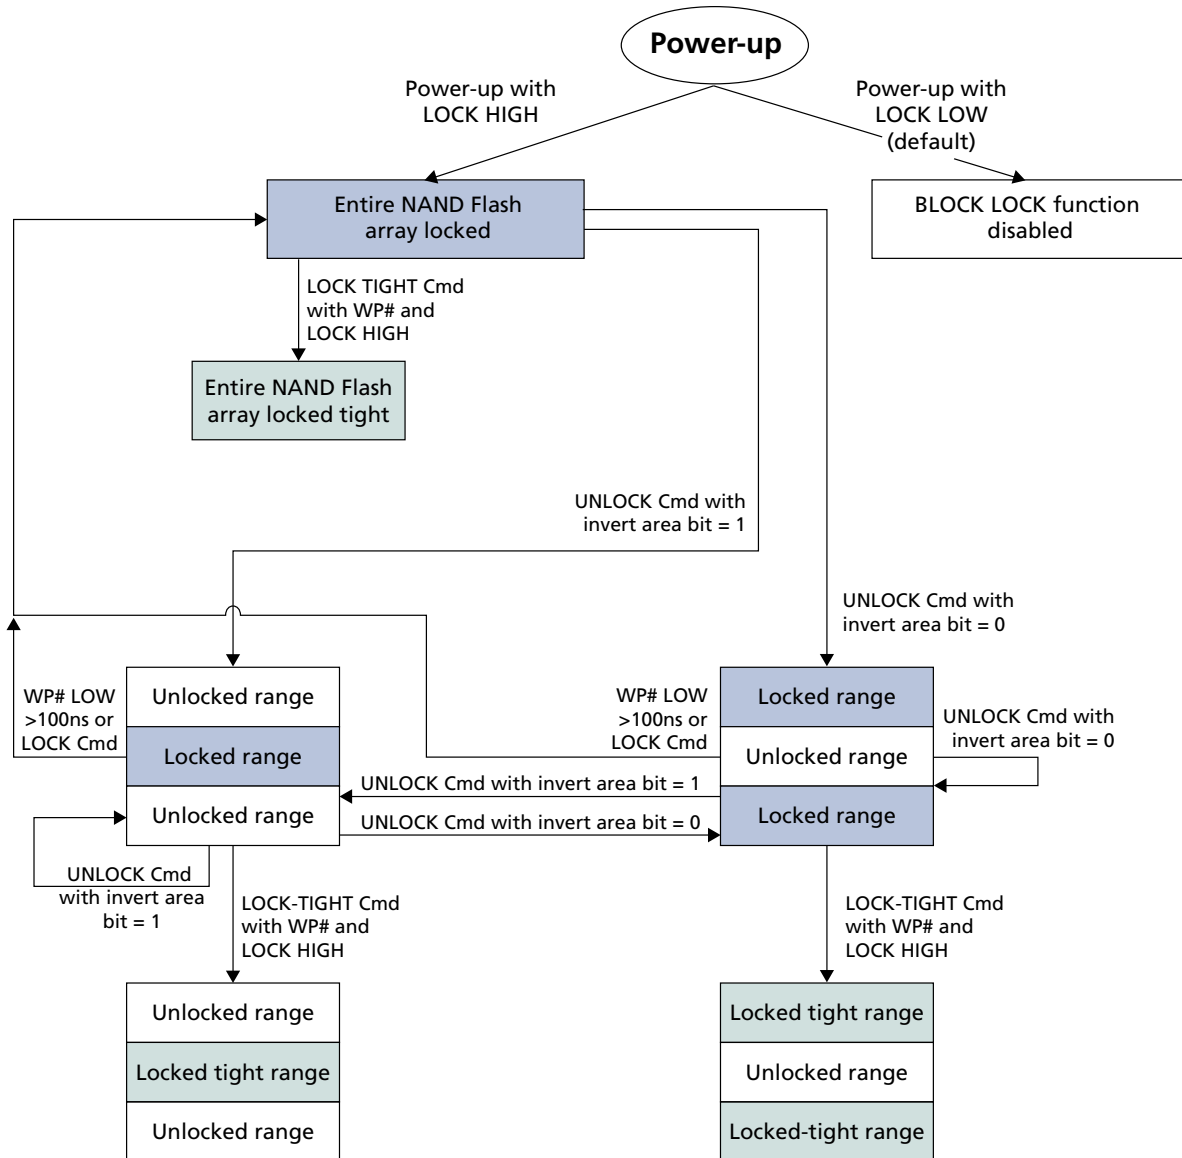 Power-up
Power-up with
LOCK HIGH
Power-up with
LOCK LOW
(default)
Entire NAND Flash
array locked
BLOCK LOCK function
disabled
LOCK TIGHT Cmd
with WP# and
LOCK HIGH
Entire NAND Flash
array locked tight
UNLOCK Cmd with
invert area bit = 1
UNLOCK Cmd with
invert area bit = 0
WP# LOW
>100ns or
LOCK Cmd
Unlocked range
Locked range
Unlocked range
WP# LOW
>100ns or
LOCK Cmd
Locked range
Unlocked range
Locked range
UNLOCK Cmd with
invert area bit = 0
UNLOCK Cmd with invert area bit = 1
UNLOCK Cmd with invert area bit = 0
UNLOCK Cmd
with invert area
bit = 1
LOCK-TIGHT Cmd
with WP# and
LOCK HIGH
LOCK-TIGHT Cmd
with WP# and
LOCK HIGH
Unlocked range
Locked tight range
Unlocked range
Locked tight range
Unlocked range
Locked-tight range